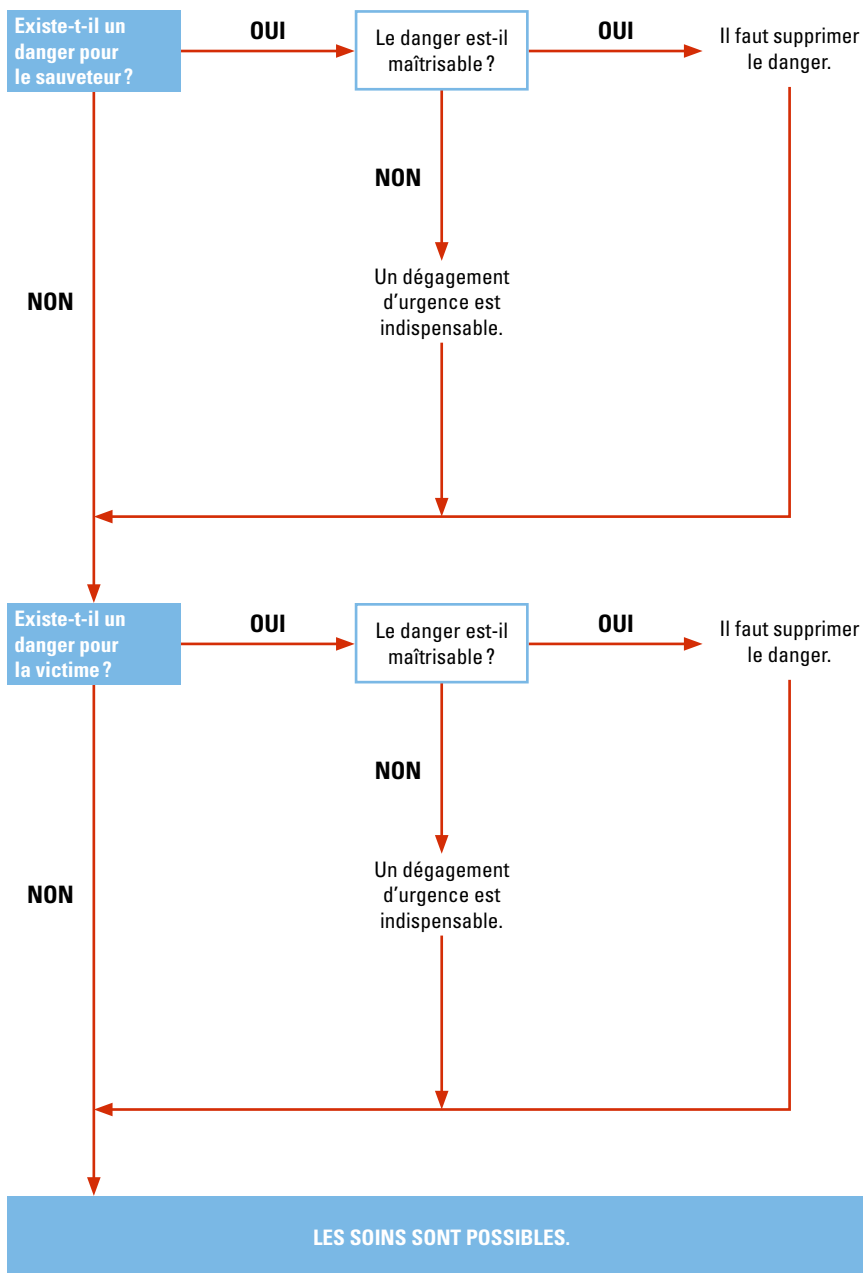 Existe-t-il un
danger pour
le sauveteur ?
OUI
Le danger est-il
maîtrisable ?
OUI
Il faut supprimer
le danger.
NON
Un dégagement
d'urgence est
indispensable.
NON
Existe-t-il un
danger pour
la victime ?
OUI
Le danger est-il
maîtrisable ?
OUI
Il faut supprimer
le danger.
NON
Un dégagement
d'urgence est
indispensable.
NON
LES SOINS SONT POSSIBLES.